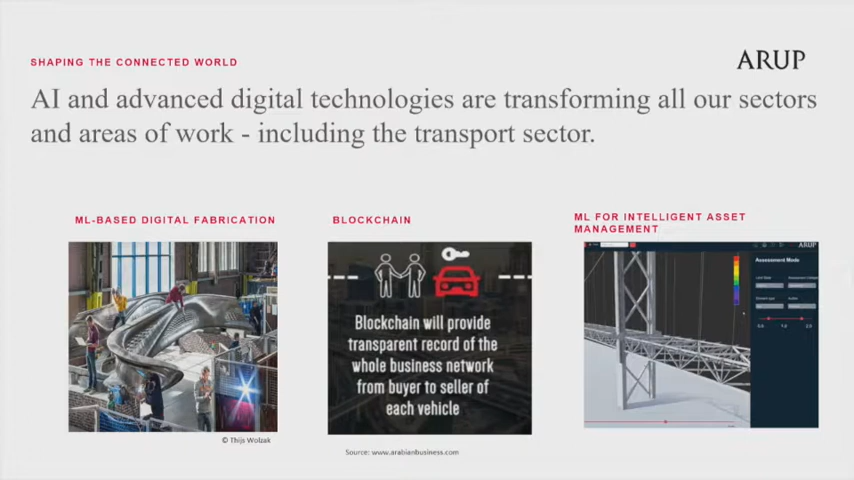 SHAPING THE CONNECTED WORLD
ARUP
AI and advanced digital technologies are transforming all our sectors
and areas of work - including the transport sector.
ML-BASED DIGITAL FABRICATION
© Thijs Wolzak
BLOCKCHAIN
Blockchain will provide
transparent record of the
whole business network
from buyer to seller of
each vehicle
Source: www.arabianbusiness.com
ML FOR INTELLIGENT ASSET
MANAGEMENT
ARUP
Assessment Mode